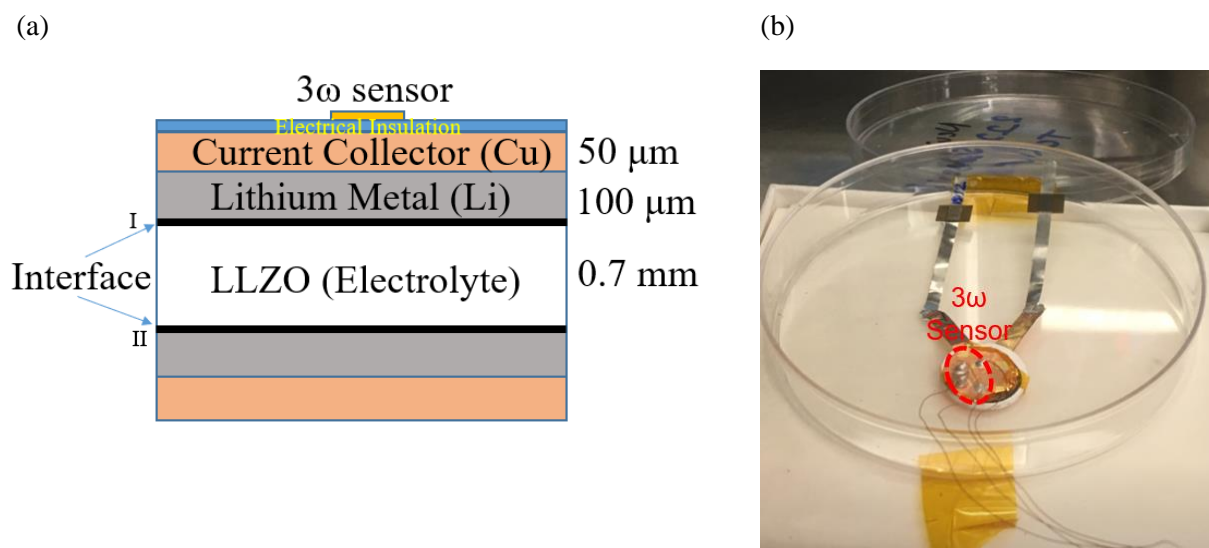 (a)
(b)
3ω sensor
Electrical Insulation
Current Collector (Cu)
50 μm
Lithium Metal (Li)
100 μm
I
Interface
LLZO (Electrolyte)
0.7 mm
II
3ω
Sensor